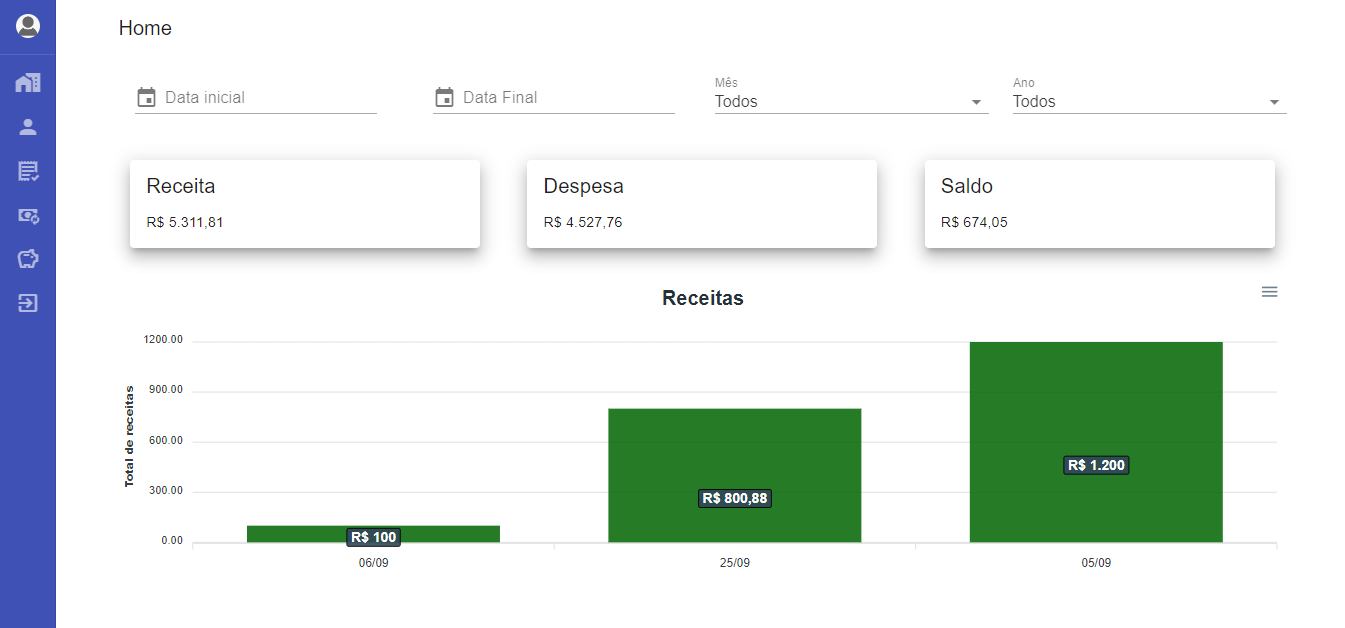 Home
Data inicial
Data Final
Mês
Todos
Ano
Todos
Receita
R$ 5.311,81
Despesa
R$ 4.527,76
Saldo
R$ 674,05
Receitas
Total de receitas
1200.00
900.00
600.00
300.00
0.00
R$ 100
R$ 800,88
R$ 1.200
06/09
25/09
05/09